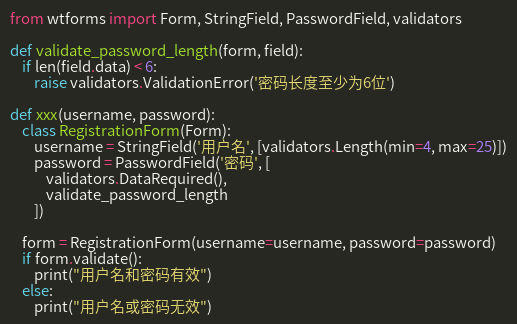 from wtforms import Form, StringField, PasswordField, validators

def validate_password_length(form, field):
    if len(field.data) < 6:
        raise validators.ValidationError('密码长度至少为6位')

def xxx(username, password):
    class RegistrationForm(Form):
        username = StringField('用户名', [validators.Length(min=4, max=25)])
        password = PasswordField('密码', [
            validators.DataRequired(),
            validate_password_length
        ])

    form = RegistrationForm(username=username, password=password)
    if form.validate():
        print("用户名和密码有效")
    else:
        print("用户名或密码无效")